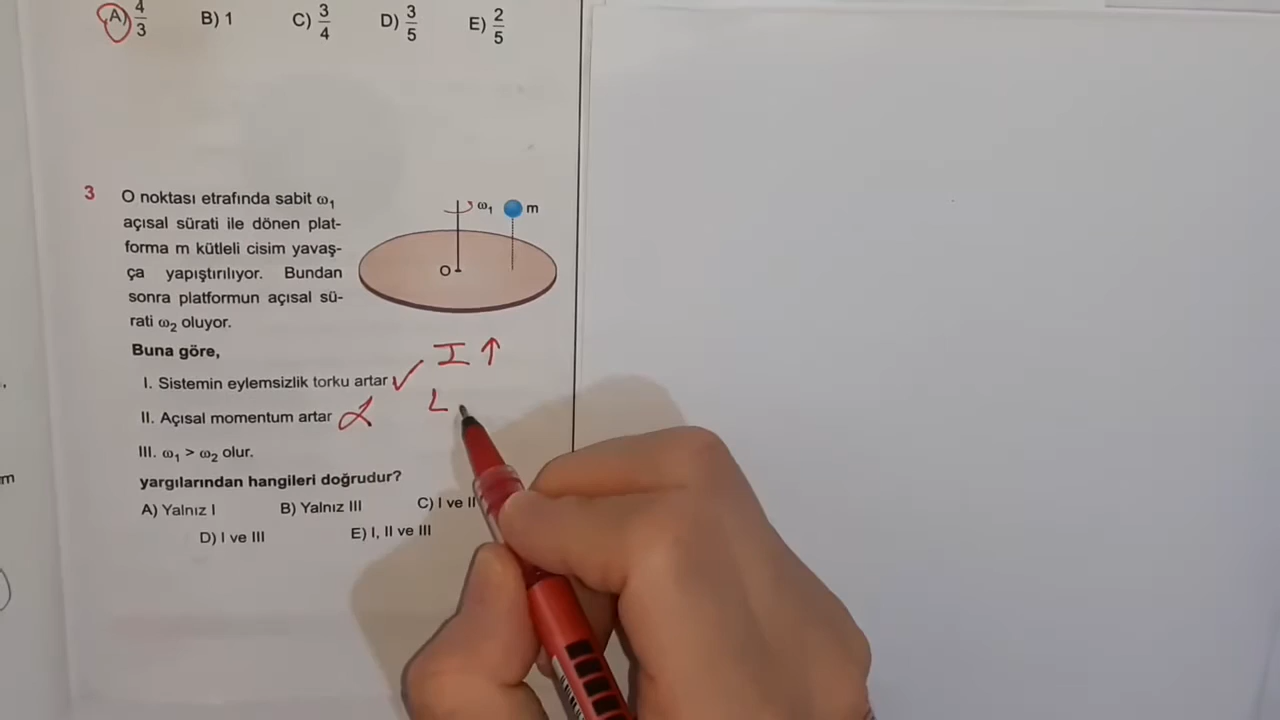 A) 4/3 B) 1 C) 3/4 D) 3/5 E) 2/5
3 O noktası etrafında sabit ω₁
açısal sürati ile dönen plat-
forma m kütleli cisim yavaş-
ça yapıştırılıyor. Bundan
sonra platformun açısal sü-
rati ω₂ oluyor.
ω₁ m
O
Buna göre,
I ↑
I. Sistemin eylemsizlik torku artar ✓
L
II. Açısal momentum artar
III. ω₁ > ω₂ olur.
yargılarından hangileri doğrudur?
A) Yalnız I B) Yalnız III C) I ve II
D) I ve III E) I, II ve III
m